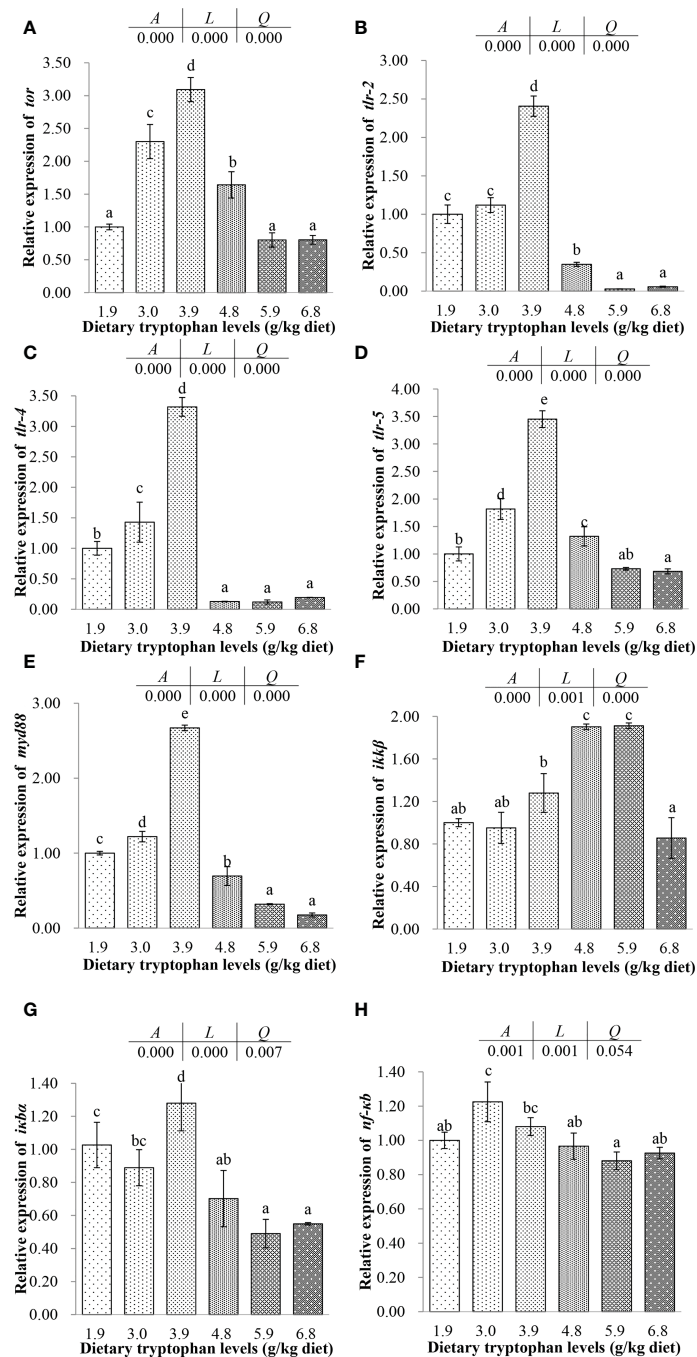 A
A L Q
0.000 0.000 0.000
Relative expression of tor
3.50
3.00
2.50
2.00
1.50
1.00
0.50
0.00
a c d b a a
1.9 3.0 3.9 4.8 5.9 6.8
Dietary tryptophan levels (g/kg diet)
B
A L Q
0.000 0.000 0.000
Relative expression of tlr-2
3.00
2.50
2.00
1.50
1.00
0.50
0.00
c c d b a a
1.9 3.0 3.9 4.8 5.9 6.8
Dietary tryptophan levels (g/kg diet)
C
A L Q
0.000 0.000 0.000
Relative expression of tlr-4
3.50
3.00
2.50
2.00
1.50
1.00
0.50
0.00
b c d a a a
1.9 3.0 3.9 4.8 5.9 6.8
Dietary tryptophan levels (g/kg diet)
D
A L Q
0.000 0.000 0.000
Relative expression of tlr-5
4.00
3.50
3.00
2.50
2.00
1.50
1.00
0.50
0.00
b d e c ab a
1.9 3.0 3.9 4.8 5.9 6.8
Dietary tryptophan levels (g/kg diet)
E
A L Q
0.000 0.000 0.000
Relative expression of myd88
3.00
2.00
1.00
0.00
c d e b a a
1.9 3.0 3.9 4.8 5.9 6.8
Dietary tryptophan levels (g/kg diet)
F
A L Q
0.000 0.001 0.000
Relative expression of ikkβ
2.00
1.20
0.80
0.40
0.00
ab ab b c c a
1.9 3.0 3.9 4.8 5.9 6.8
Dietary tryptophan levels (g/kg diet)
G
A L Q
0.000 0.000 0.007
Relative expression of iκbα
1.40
1.20
1.00
0.80
0.60
0.40
0.20
0.00
c bc d ab a a
1.9 3.0 3.9 4.8 5.9 6.8
Dietary tryptophan levels (g/kg diet)
H
A L Q
0.001 0.001 0.054
Relative expression of nf-κb
1.40
1.20
1.00
0.80
0.60
0.40
0.20
0.00
ab c bc ab a ab
1.9 3.0 3.9 4.8 5.9 6.8
Dietary tryptophan levels (g/kg diet)